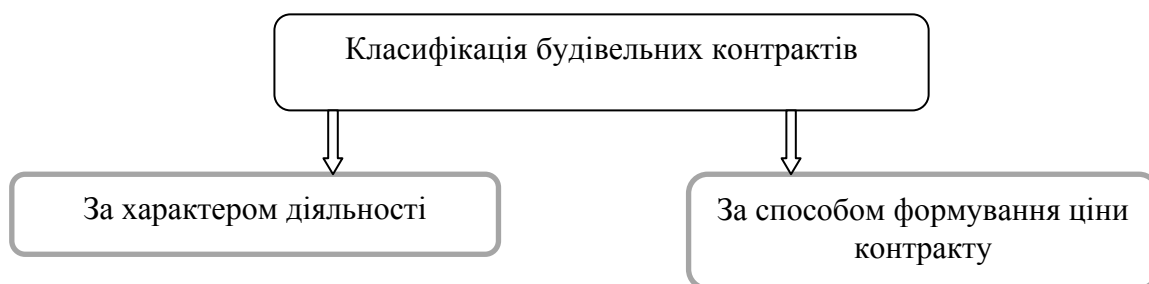 Класифікація будівельних контрактів
За характером діяльності
За способом формування ціни
контракту